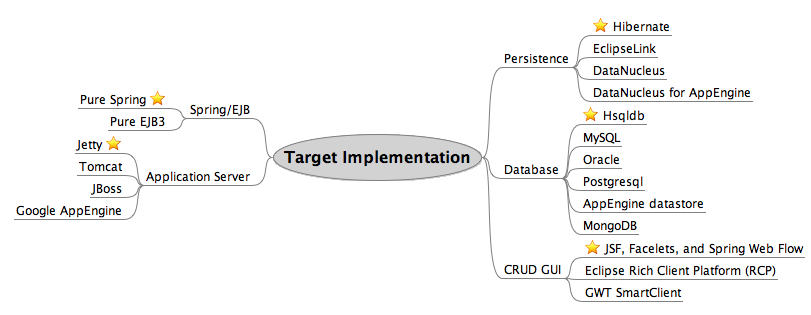 Target Implementation
Spring/EJB
Pure Spring
Pure EJB3
Application Server
Jetty
Tomcat
JBoss
Google AppEngine
Persistence
Hibernate
EclipseLink
DataNucleus
DataNucleus for AppEngine
Database
Hsqldb
MySQL
Oracle
Postgresql
AppEngine datastore
MongoDB
CRUD GUI
JSF, Facelets, and Spring Web Flow
Eclipse Rich Client Platform (RCP)
GWT SmartClient